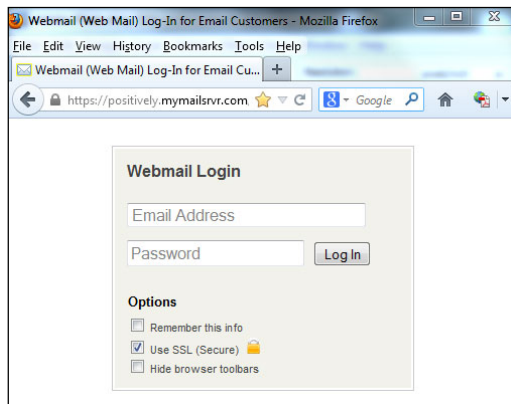 Webmail (Web Mail) Log-In for Email Customers - Mozilla Firefox
File Edit View History Bookmarks Tools Help
Webmail (Web Mail) Log-In for Email Cu... +
https://positively.mymailsrvr.com. Google
Webmail Login
Email Address
Password Log In
Options
Remember this info
Use SSL (Secure)
Hide browser toolbars